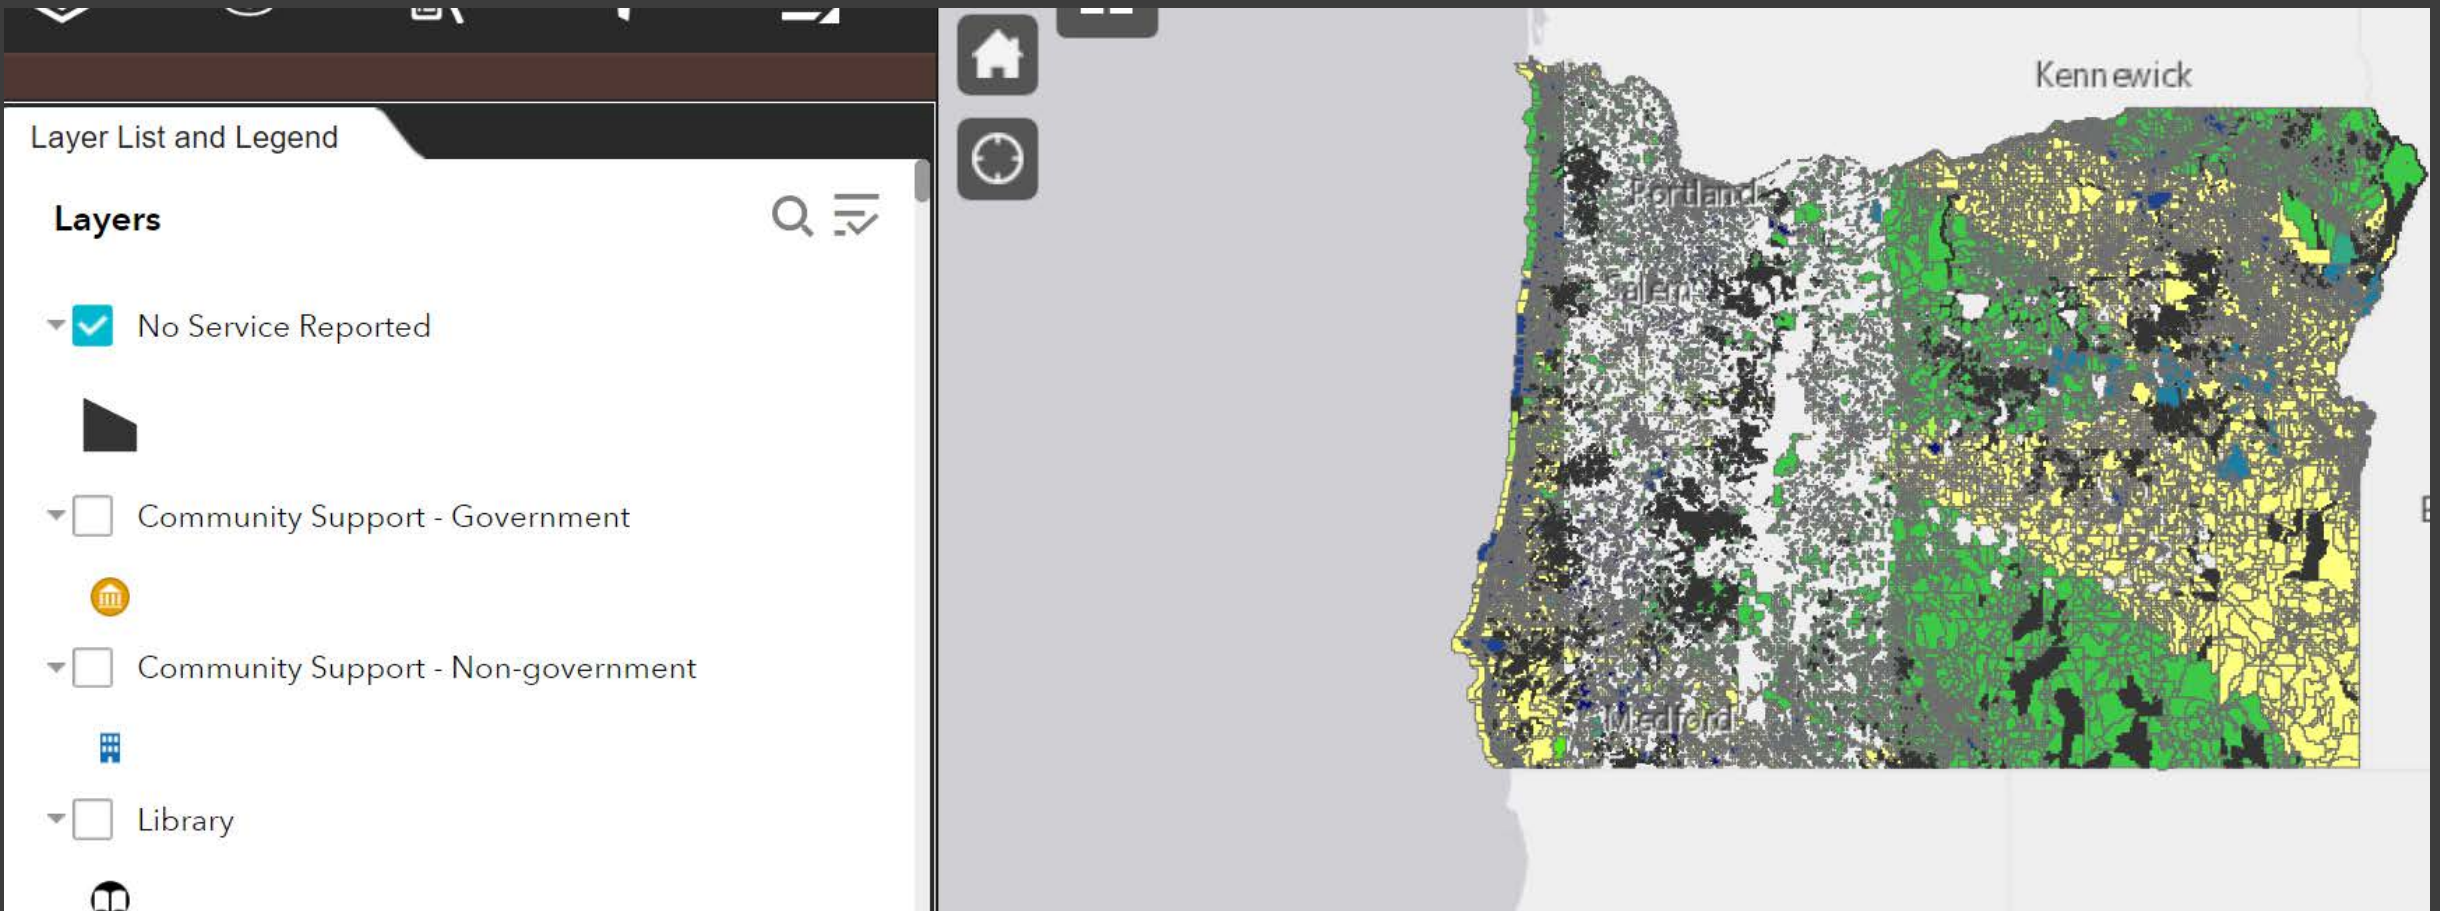 Layer List and Legend
Layers
No Service Reported
Community Support - Government
Community Support - Non-government
Library
Kennewick
Portland
Salem
Medford